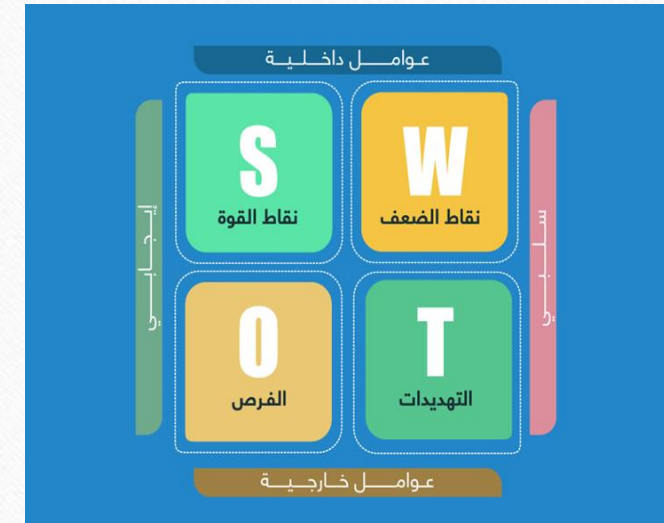 عوامل داخلية
S
نقاط القوة
W
نقاط الضعف
إيجابي
سلبي
O
الفرص
T
التهديدات
عوامل خارجية